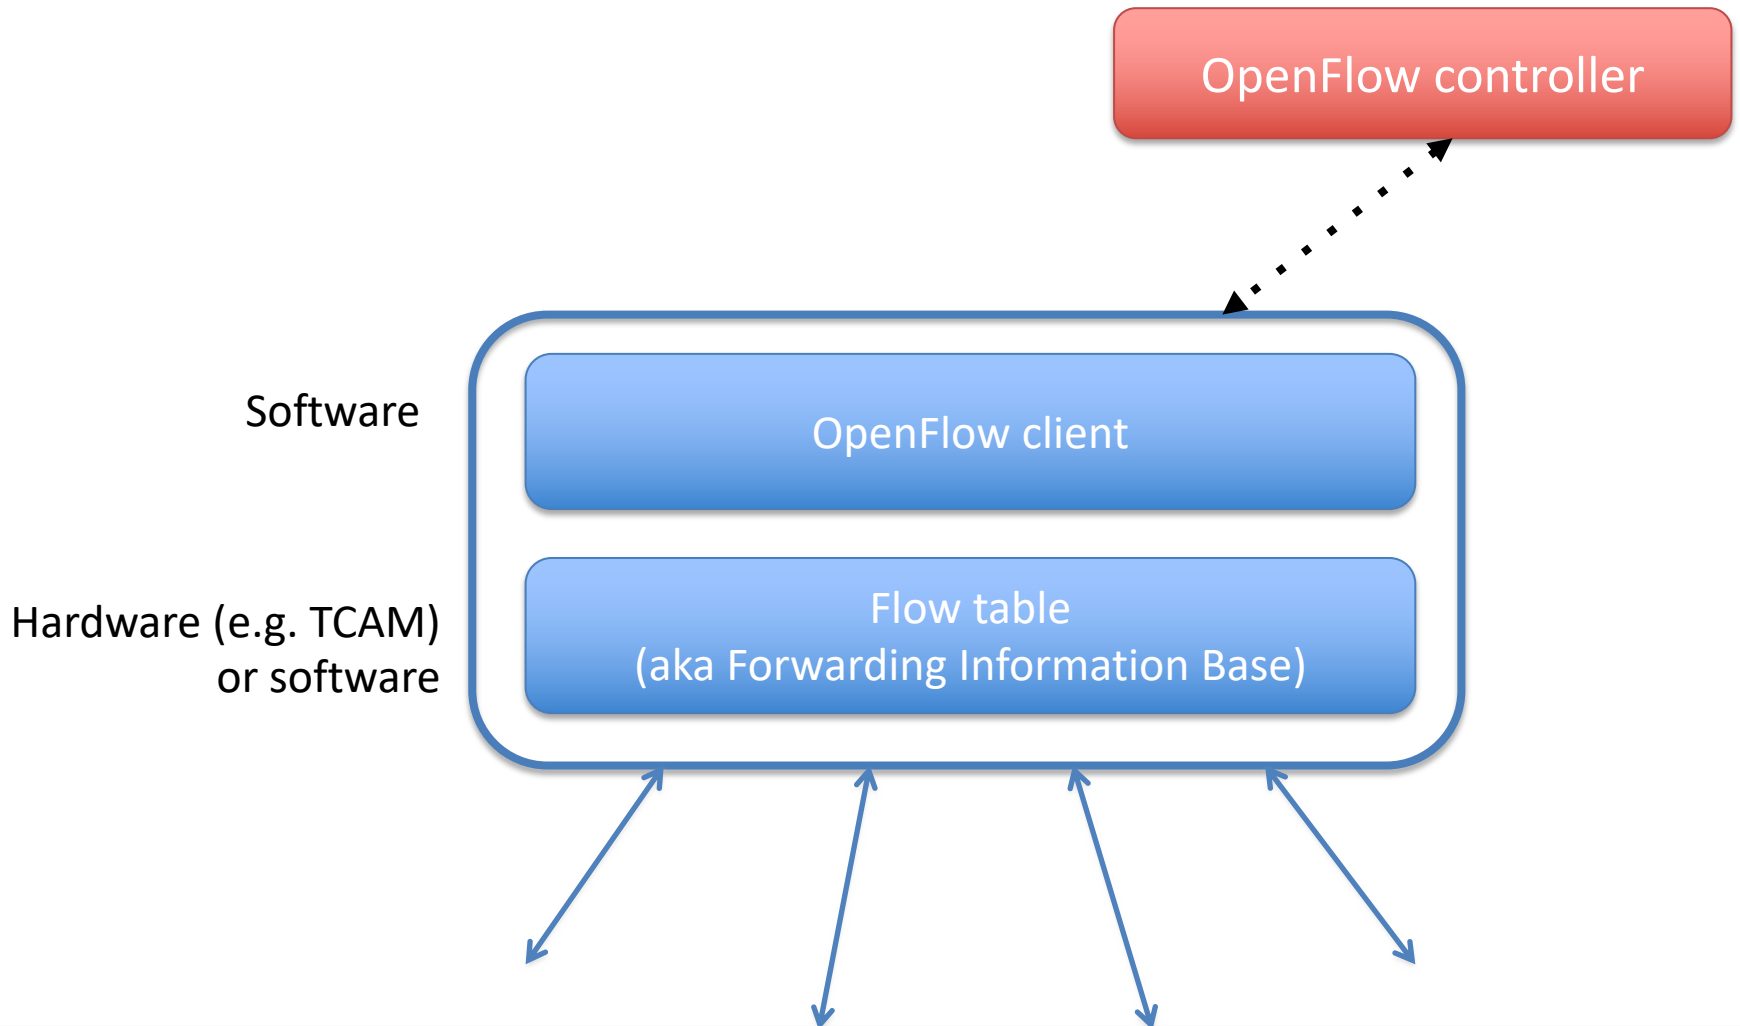 OpenFlow controller
Software
OpenFlow client
Hardware (e.g. TCAM)
or software
Flow table
(aka Forwarding Information Base)